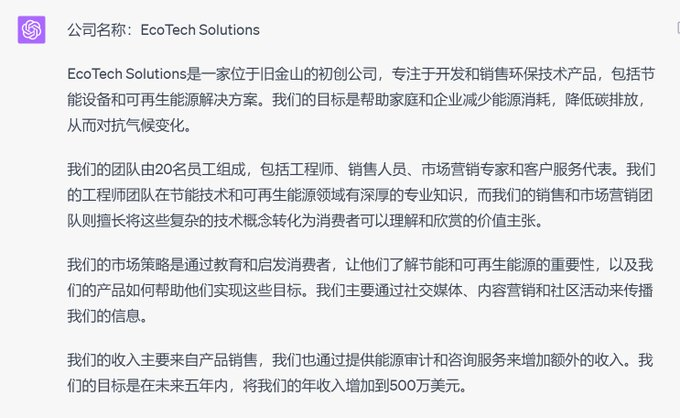 公司名称：EcoTech Solutions
EcoTech Solutions是一家位于旧金山的初创公司，专注于开发和销售环保技术产品，包括节
能设备和可再生能源解决方案。我们的目标是帮助家庭和企业减少能源消耗，降低碳排放，
从而对抗气候变化。
我们的团队由20名员工组成，包括工程师、销售人员、市场营销专家和客户服务代表。我们
的工程师团队在节能技术和可再生能源领域有深厚的专业知识，而我们的销售和市场营销团
队则擅长将这些复杂的技术概念转化为消费者可以理解和欣赏的价值主张。
我们的市场策略是通过教育和启发消费者，让他们了解节能和可再生能源的重要性，以及我
们的产品如何帮助他们实现这些目标。我们主要通过社交媒体、内容营销和社区活动来传播
我们的信息。
我们的收入主要来自产品销售，我们也通过提供能源审计和咨询服务来增加额外的收入。我
们的目标是在未来五年内，将我们的年收入增加到500万美元。